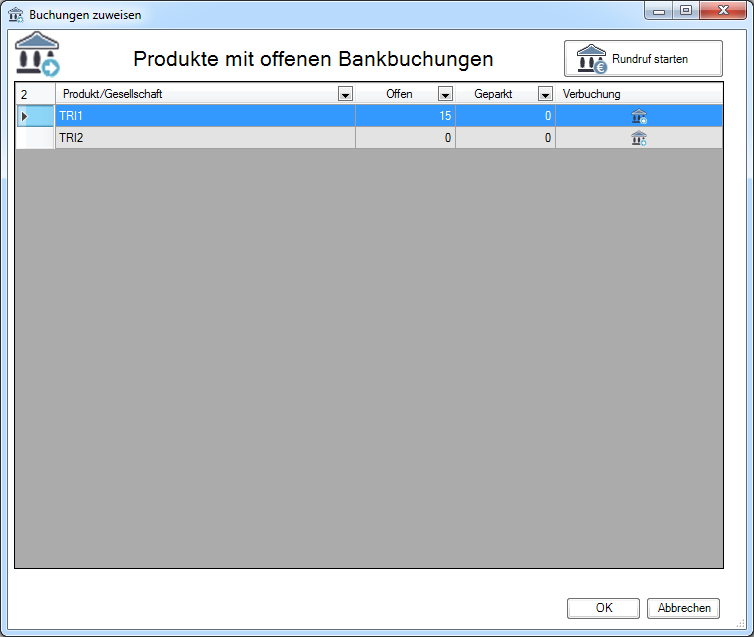 Buchungen zuweisen
Produkte mit offenen Bankbuchungen
Rundruf starten
2 Produkt/Gesellschaft Offen Geparkt Verbuchung
TRI1 15 0
TRI2 0 0
OK Abbrechen